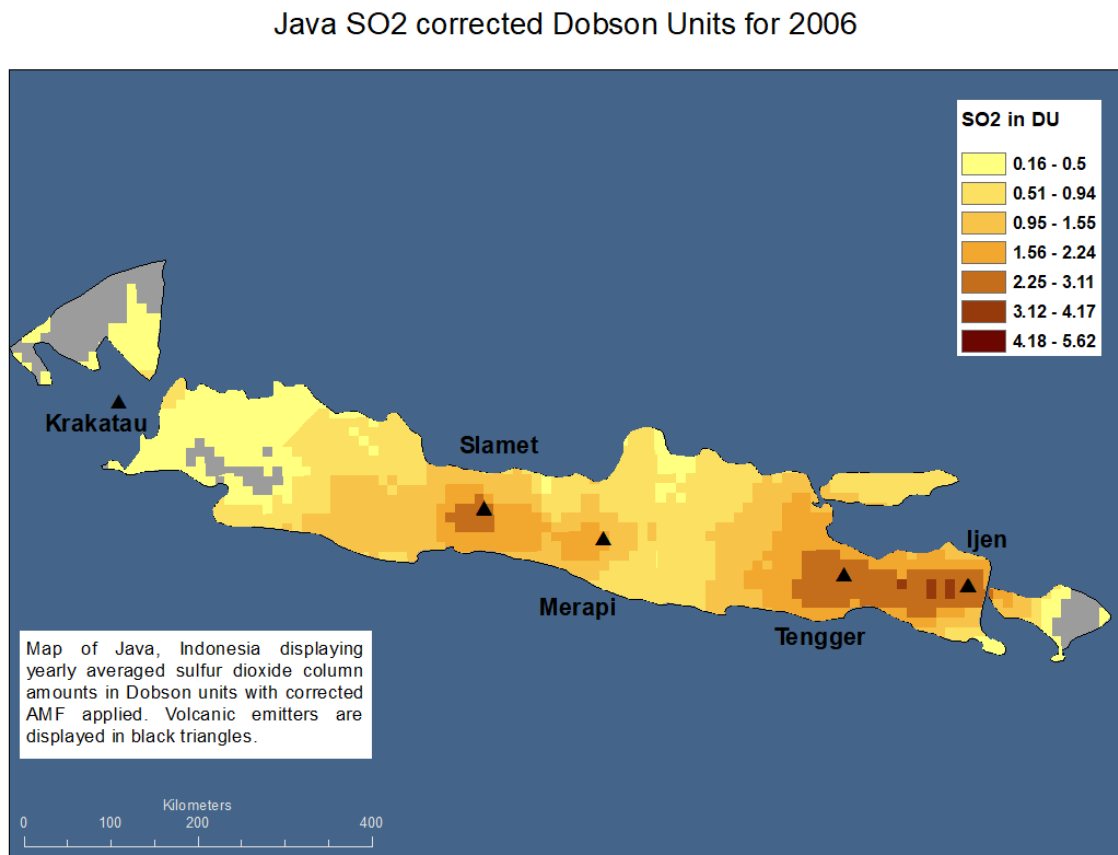 Java SO2 corrected Dobson Units for 2006
SO2 in DU
0.16 - 0.5
0.51 - 0.94
0.95 - 1.55
1.56 - 2.24
2.25 - 3.11
3.12 - 4.17
4.18 - 5.62
Krakatau
Slamet
Ijen
Merapi
Tengger
Map of Java, Indonesia displaying
yearly averaged sulfur dioxide column
amounts in Dobson units with corrected
AMF applied. Volcanic emitters are
displayed in black triangles.
Kilometers
0 100 200 400